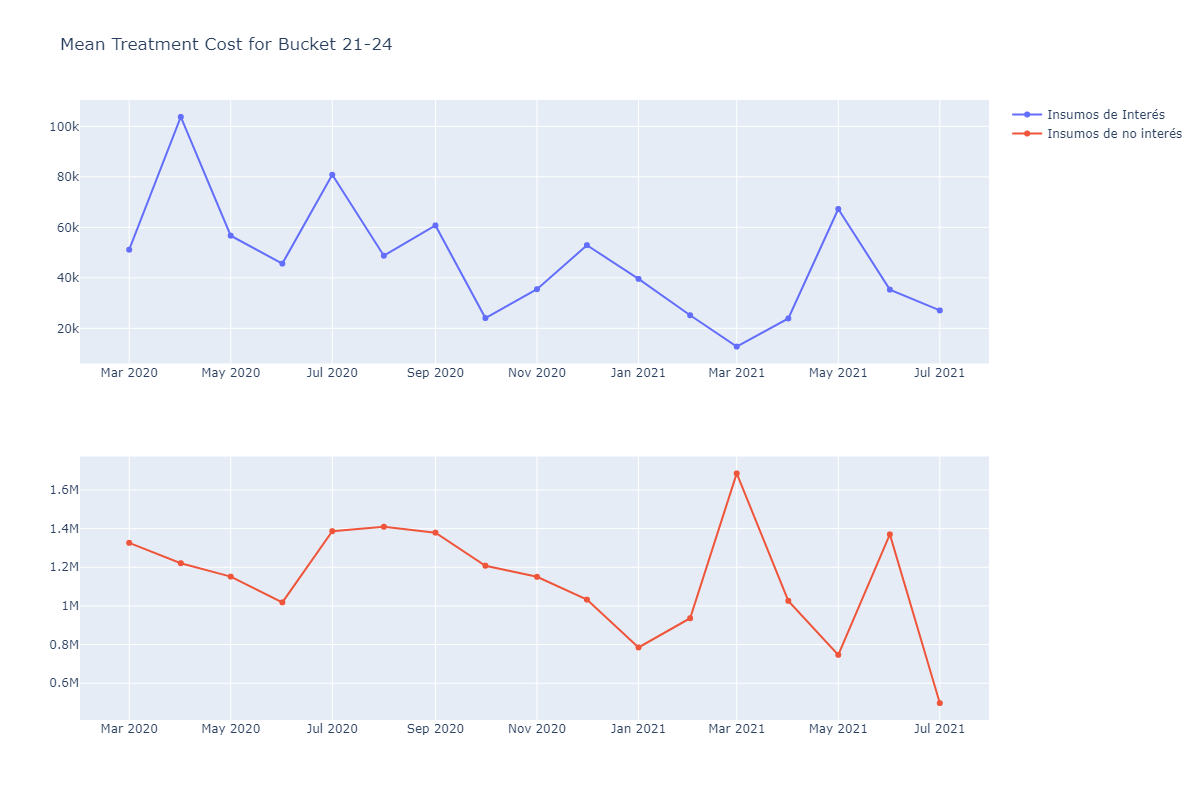 Mean Treatment Cost for Bucket 21-24
Insumos de Interés
Insumos de no interés
100k
80k
60k
40k
20k
Mar 2020 May 2020 Jul 2020 Sep 2020 Nov 2020 Jan 2021 Mar 2021 May 2021 Jul 2021
1.6M
1.4M
1.2M
1M
0.8M
0.6M
Mar 2020 May 2020 Jul 2020 Sep 2020 Nov 2020 Jan 2021 Mar 2021 May 2021 Jul 2021